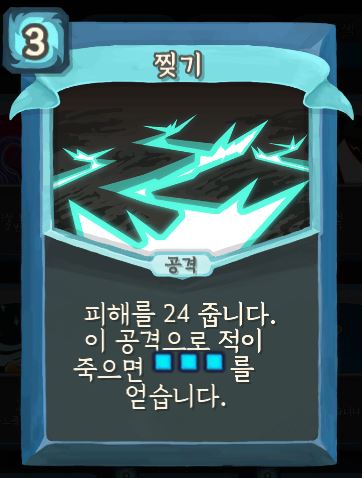 3
찢기
공격
피해를 24 줍니다.
이 공격으로 적이
죽으면 를
얻습니다.